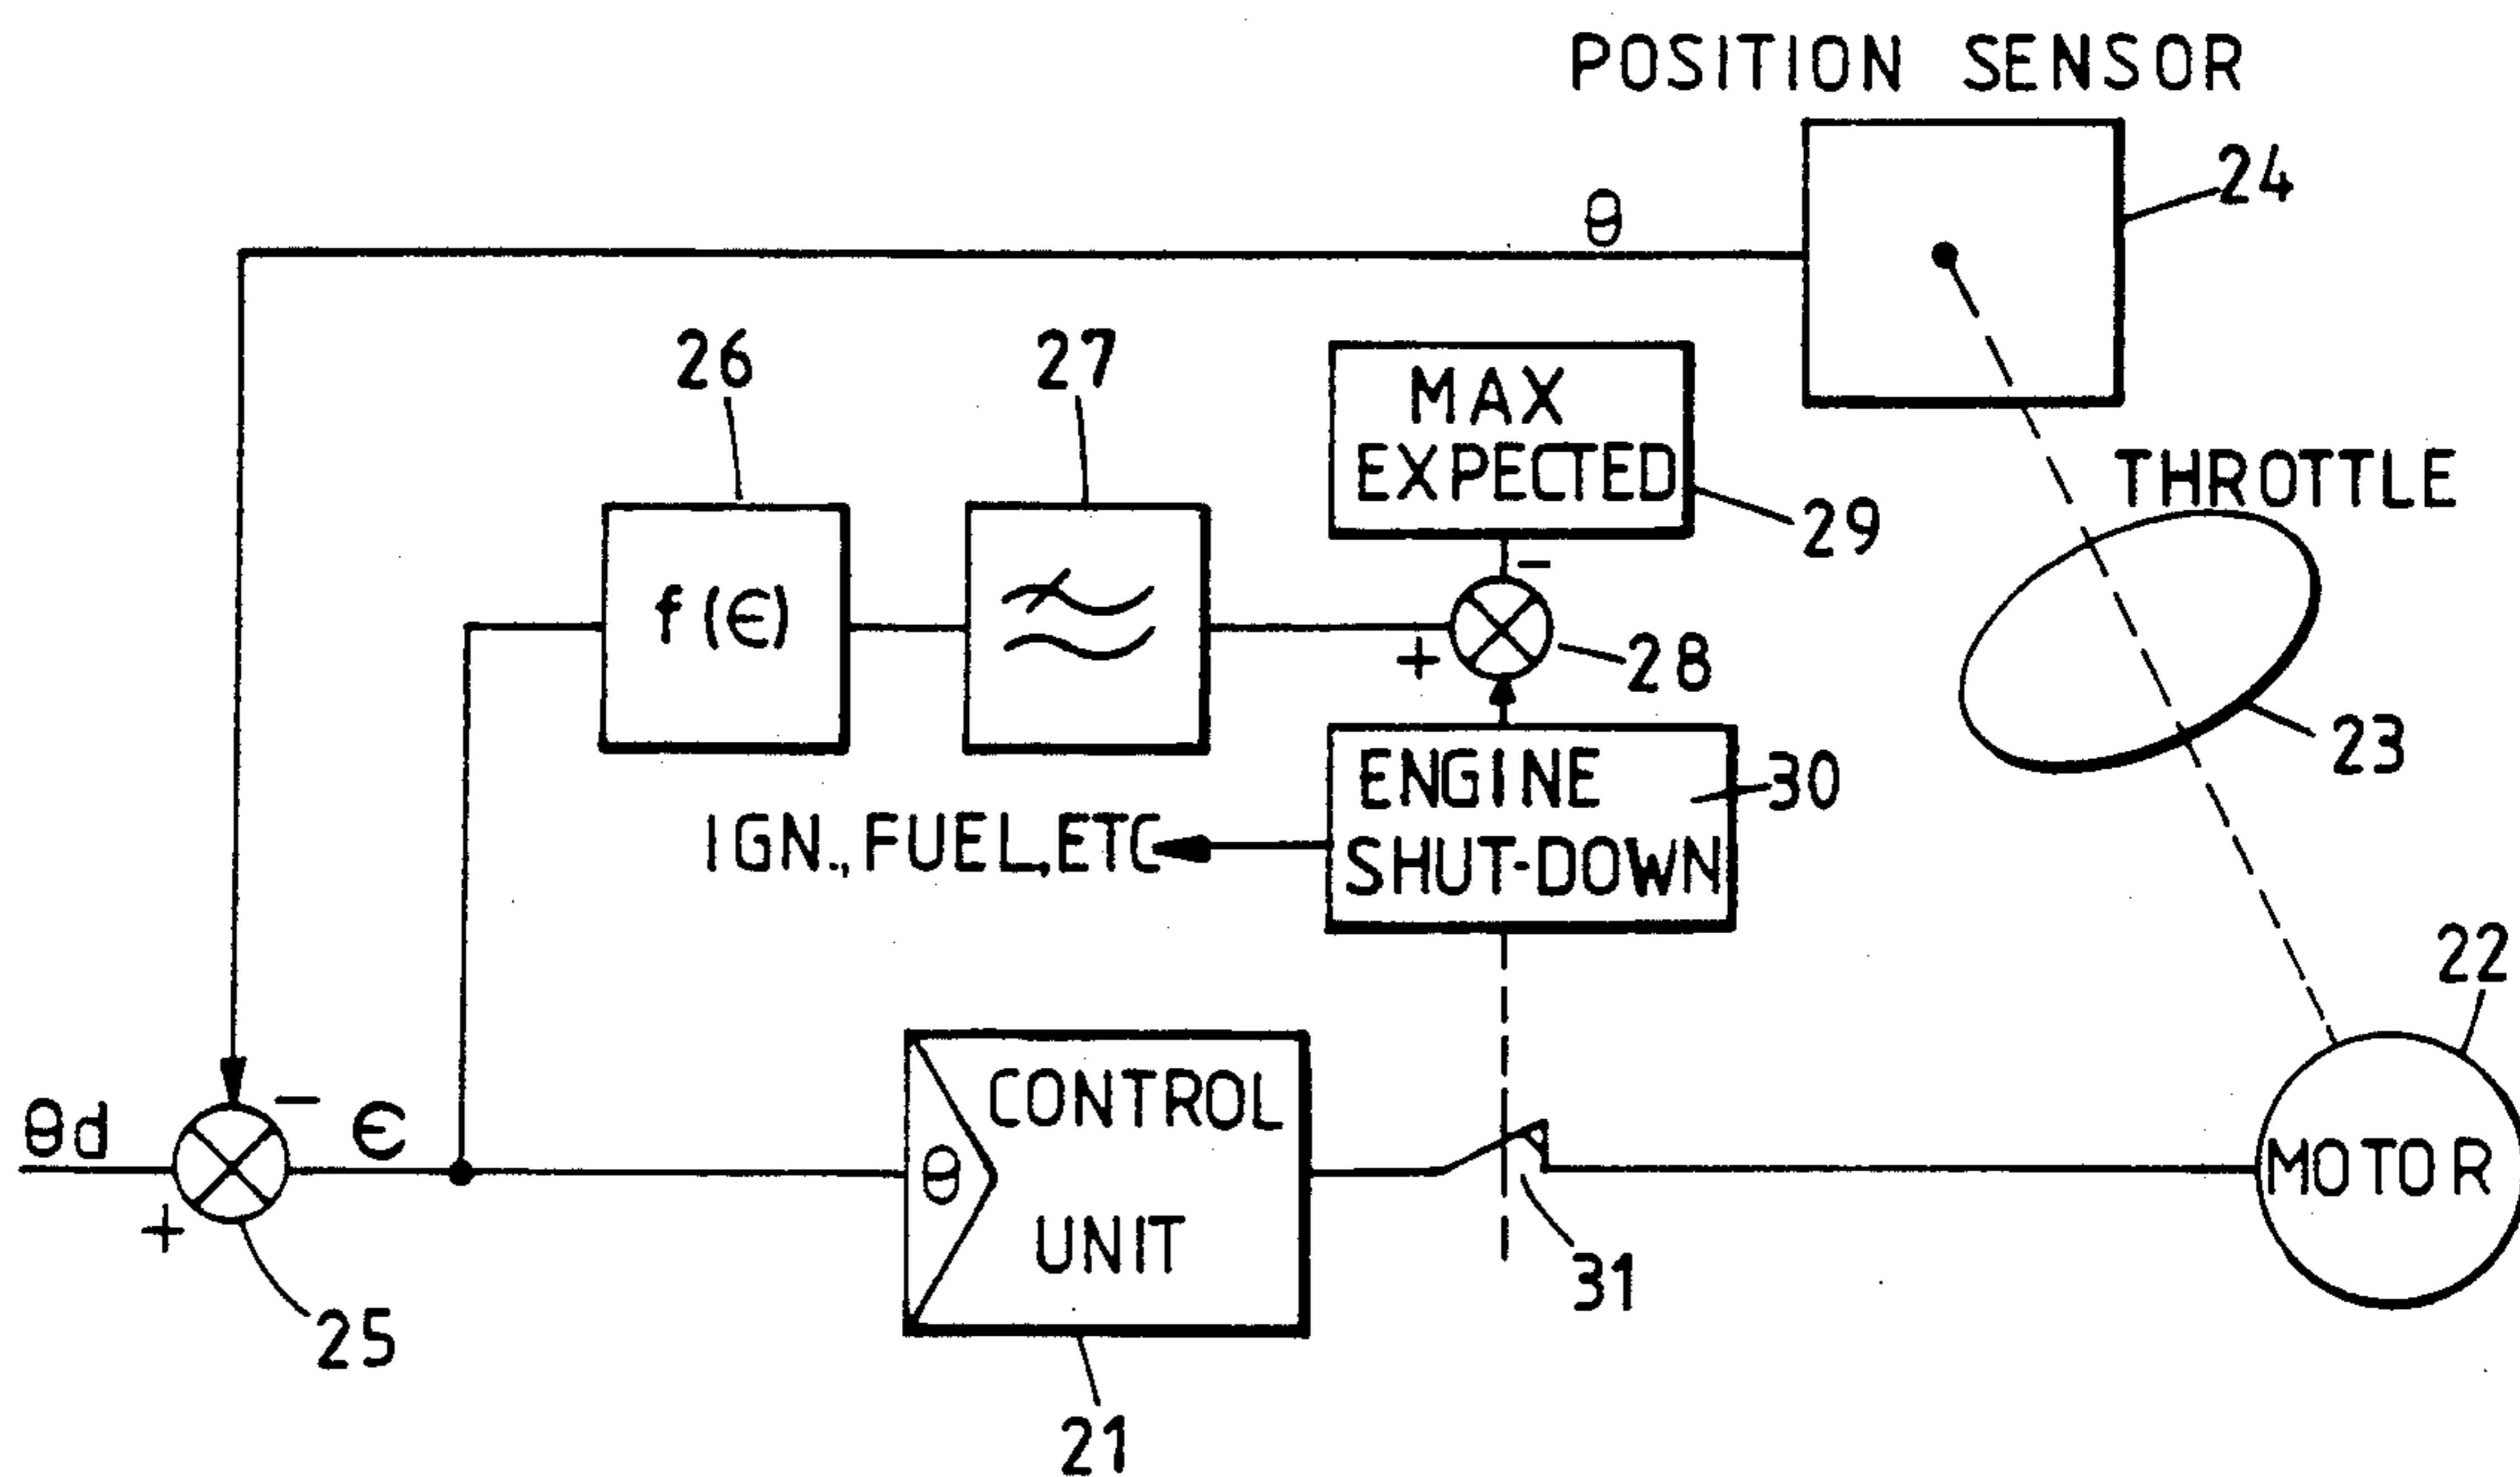 POSITION SENSOR
24
θ
26
27
MAX
EXPECTED
29
THROTTLE
f(ϵ)
-
+
28
23
ENGINE
SHUT-DOWN
30
IGN., FUEL, ETC
22
θd
-
ϵ
+
25
θ
CONTROL
UNIT
21
31
MOTOR